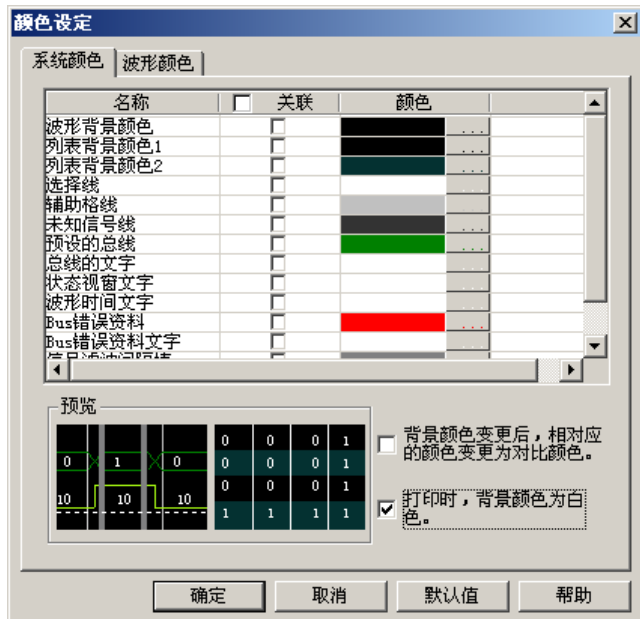 颜色设定
系统颜色 波形颜色
名称 关联 颜色
波形背景颜色 ...
列表背景颜色1 ...
列表背景颜色2 ...
选择线 ...
辅助格线 ...
未知信号线 ...
预设的总线 ...
总线的文字 ...
状态视窗文字 ...
波形时间文字 ...
Bus错误资料 ...
Bus错误资料文字 ...
预览
0 1 0
10 10 10
0 0 0 1
0 0 0 1
0 0 0 1
1 1 1 1
背景颜色变更后，相对应
的颜色变更为对比颜色。
打印时，背景颜色为白
色。
确定 取消 默认值 帮助